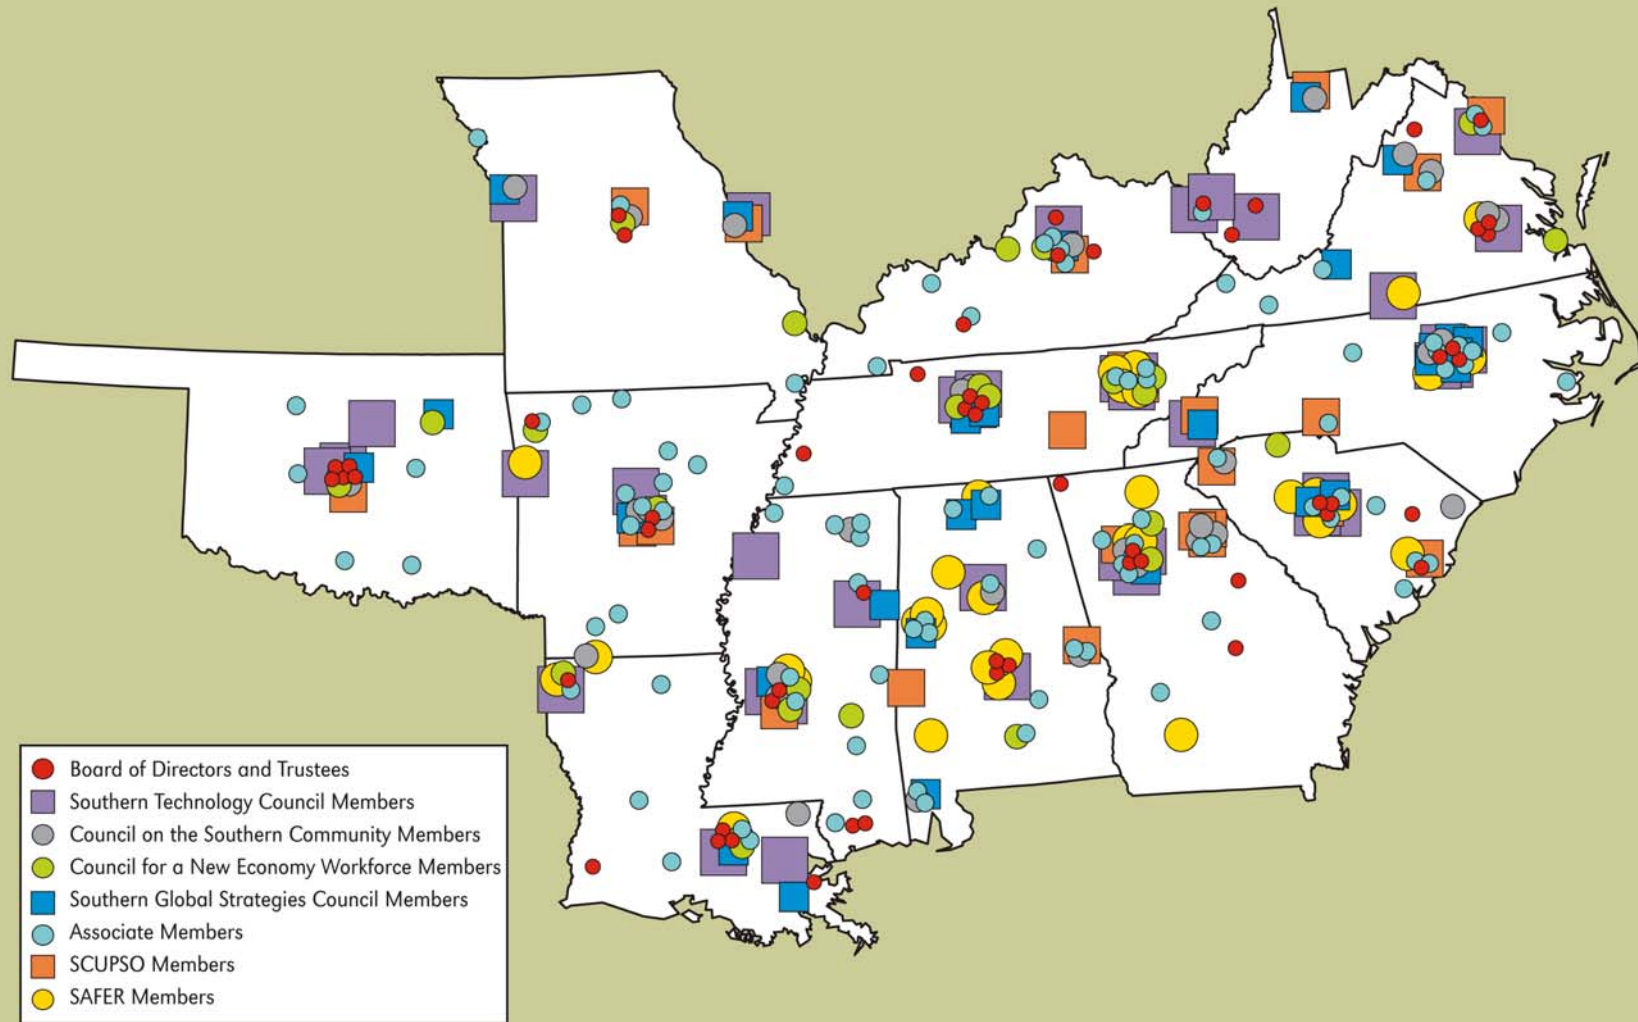 Board of Directors and Trustees
Southern Technology Council Members
Council on the Southern Community Members
Council for a New Economy Workforce Members
Southern Global Strategies Council Members
Associate Members
SCUPSO Members
SAFER Members